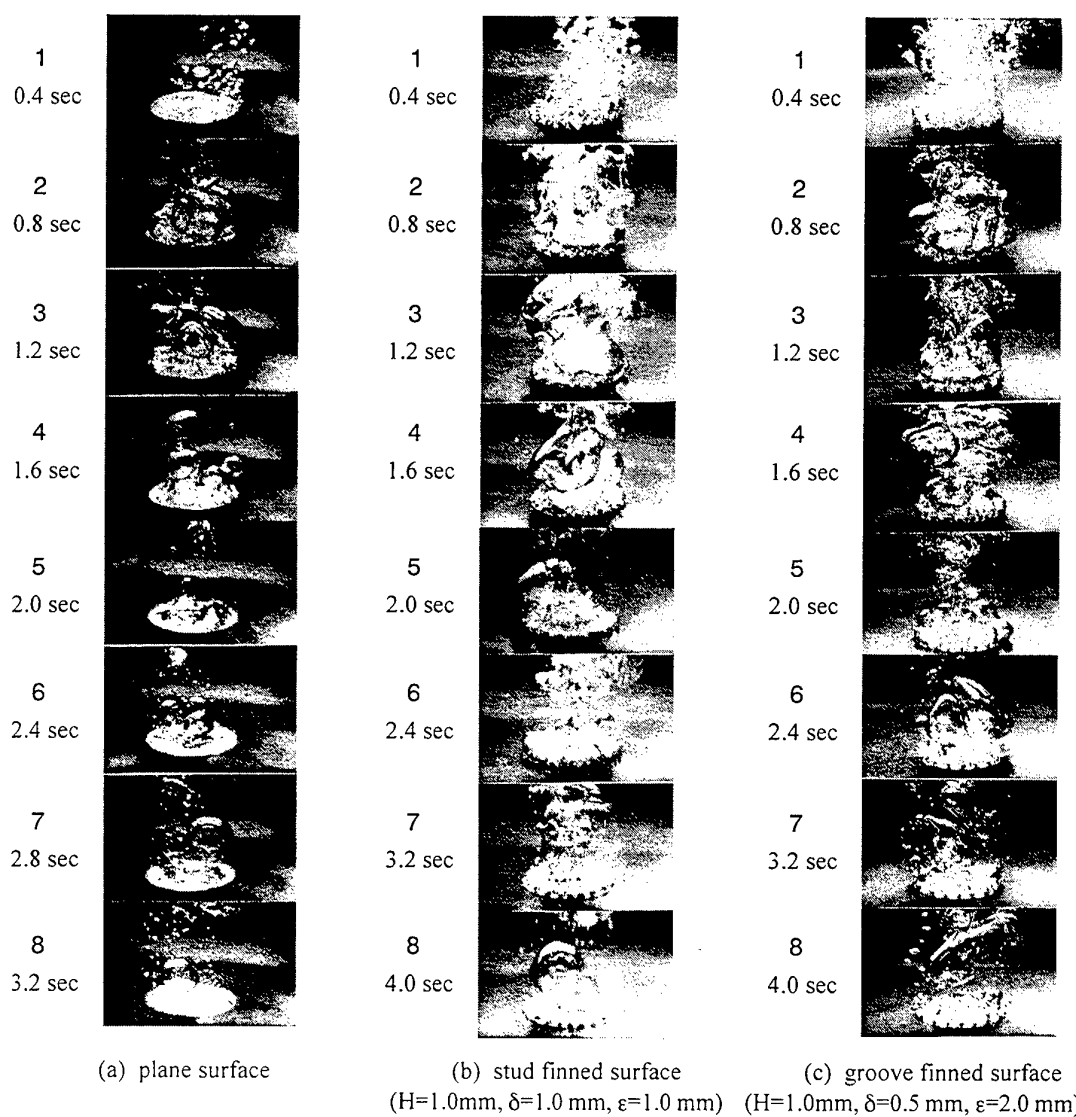 1
0.4 sec
2
0.8 sec
3
1.2 sec
4
1.6 sec
5
2.0 sec
6
2.4 sec
7
2.8 sec
8
3.2 sec
(a) plane surface
1
0.4 sec
2
0.8 sec
3
1.2 sec
4
1.6 sec
5
2.0 sec
6
2.4 sec
7
3.2 sec
8
4.0 sec
(b) stud finned surface
(H=1.0mm, δ=1.0 mm, ε=1.0 mm)
1
0.4 sec
2
0.8 sec
3
1.2 sec
4
1.6 sec
5
2.0 sec
6
2.4 sec
7
3.2 sec
8
4.0 sec
(c) groove finned surface
(H=1.0mm, δ=0.5 mm, ε=2.0 mm)